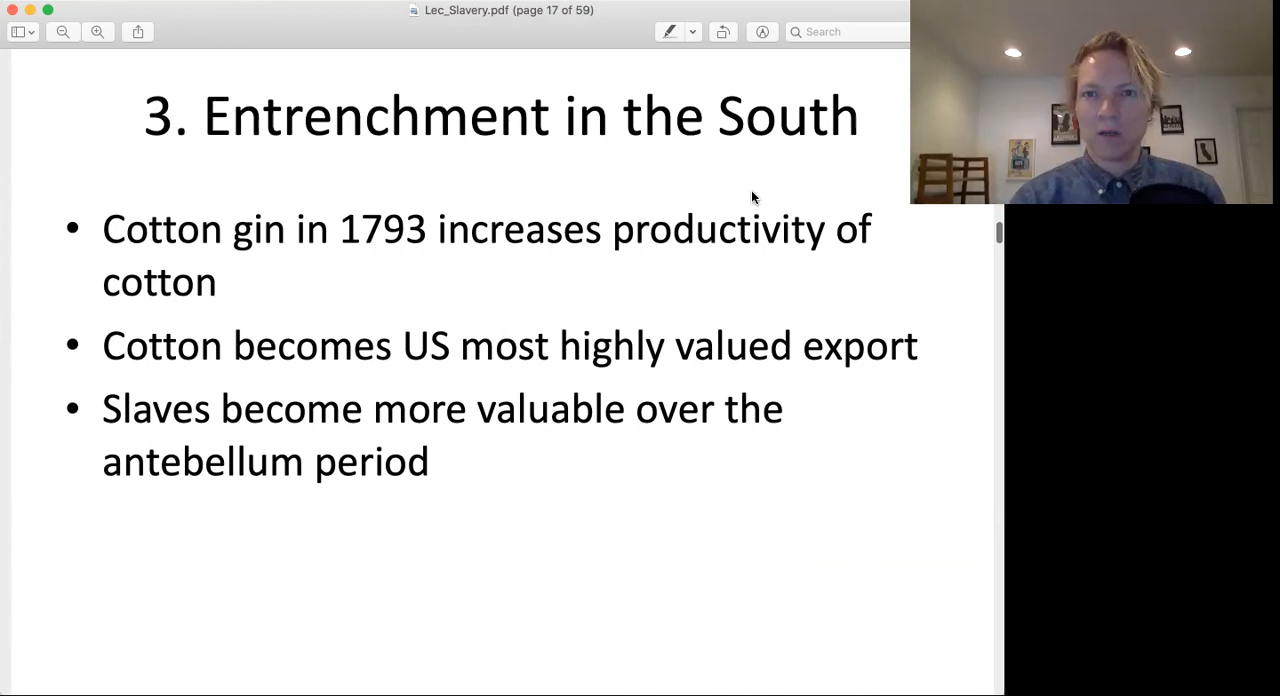 Lec_Slavery.pdf (page 17 of 59)
Search
3. Entrenchment in the South
• Cotton gin in 1793 increases productivity of
cotton
• Cotton becomes US most highly valued export
• Slaves become more valuable over the
antebellum period